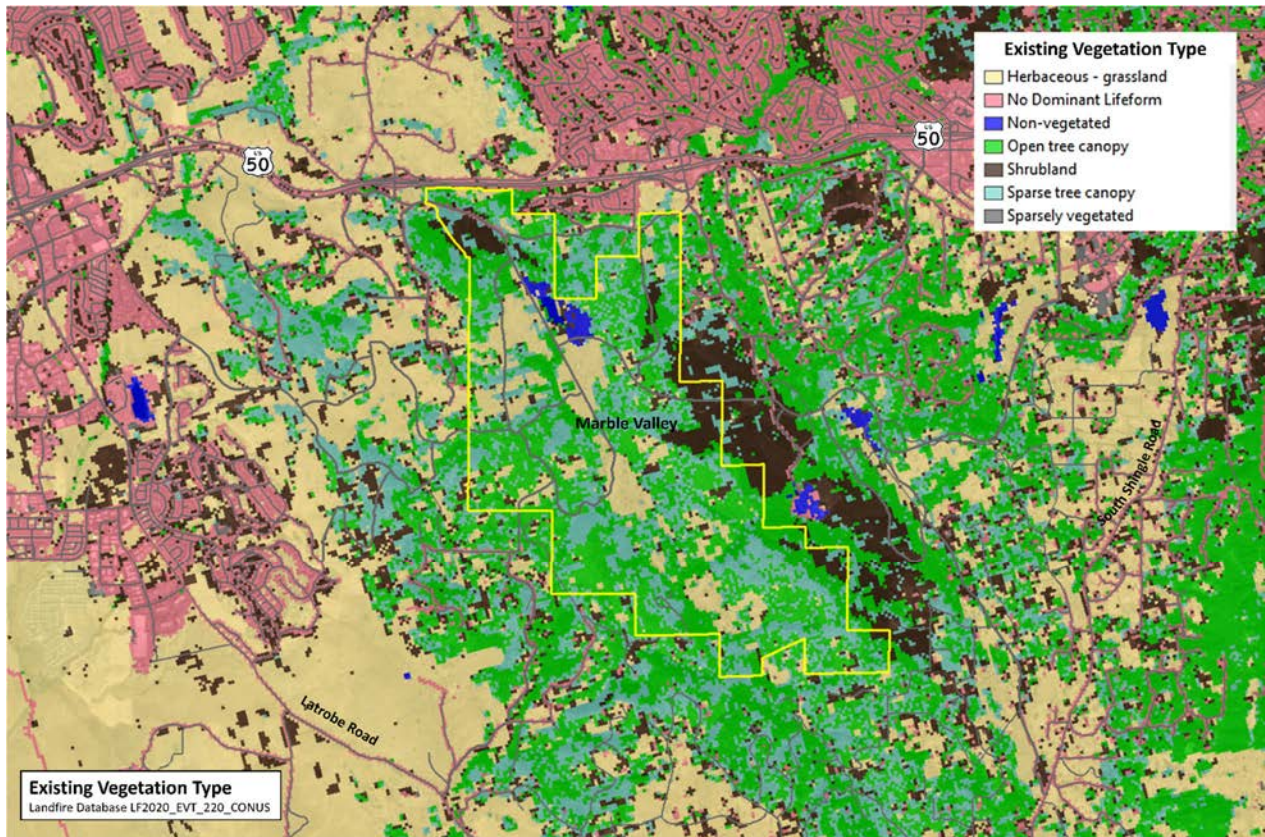 Existing Vegetation Type
Herbaceous - grassland
No Dominant Lifeform
Non-vegetated
Open tree canopy
Shrubland
Sparse tree canopy
Sparsely vegetated
US
50
US
50
Marble Valley
South Shingle Road
Latrobe Road
Existing Vegetation Type
Landfire Database LF2020_EVT_220_CONUS